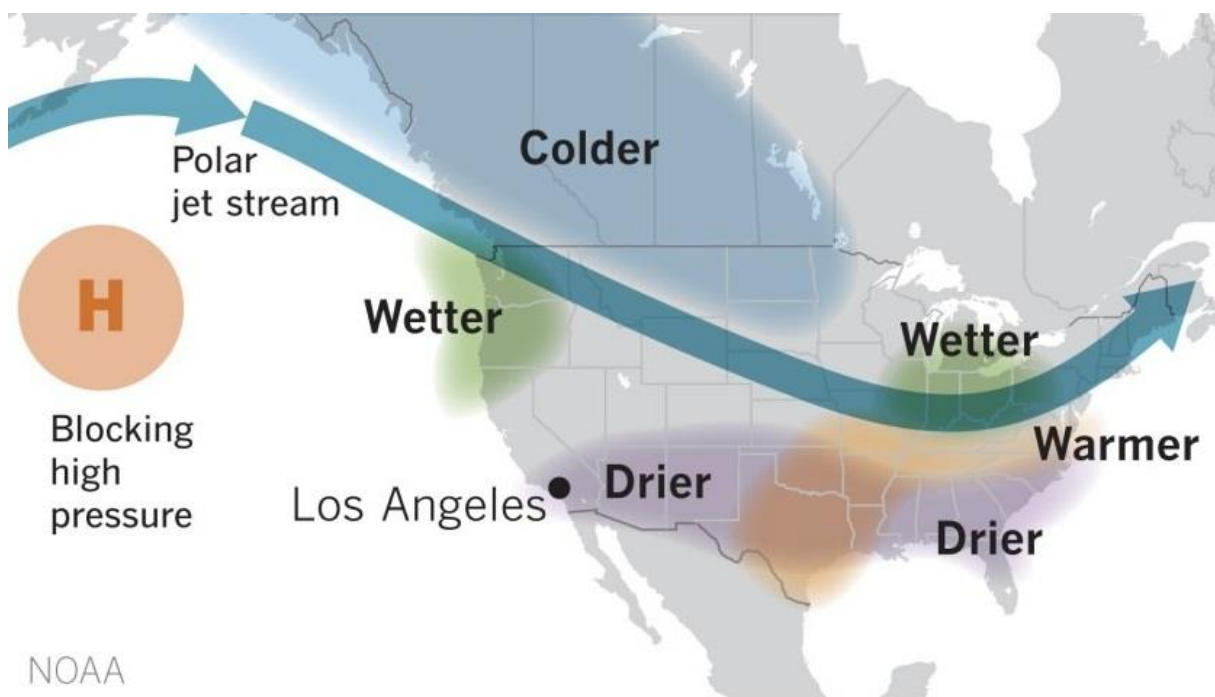 Colder
Polar
jet stream
H
Wetter
Wetter
Blocking
high
pressure
Warmer
Drier
Los Angeles
Drier
NOAA